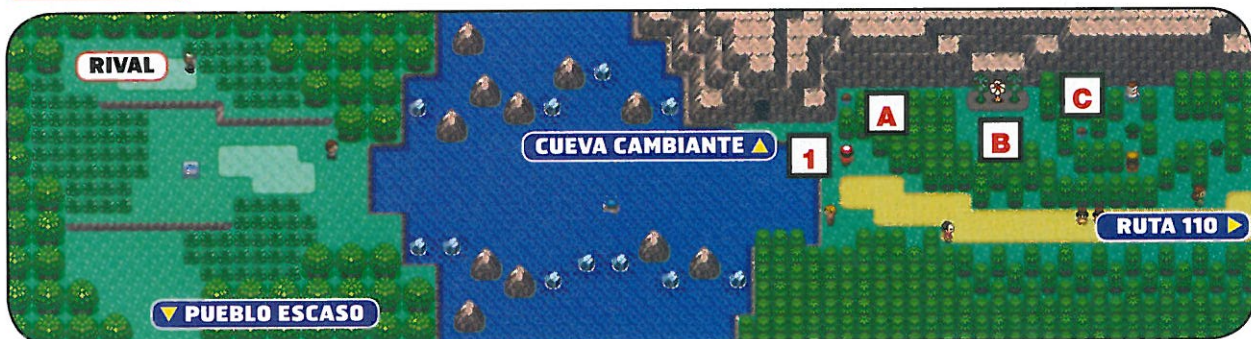 RIVAL
A
C
CUEVA CAMBIANTE ▲
1
B
RUTA 110 ▶
▼ PUEBLO ESCASO